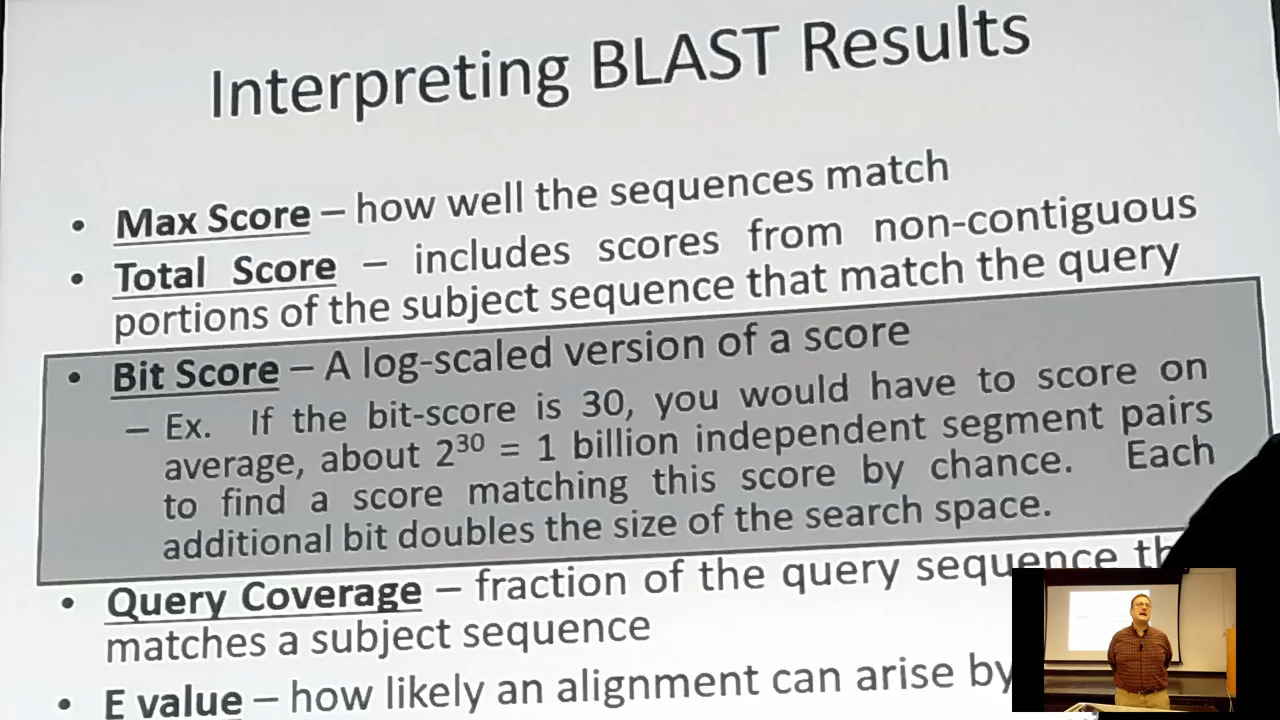 Interpreting BLAST Results
• Max Score – how well the sequences match
• Total Score – includes scores from non-contiguous
portions of the subject sequence that match the query
• Bit Score – A log-scaled version of a score
– Ex. If the bit-score is 30, you would have to score on
average, about 2³⁰ = 1 billion independent segment pairs
to find a score matching this score by chance. Each
additional bit doubles the size of the search space.
• Query Coverage – fraction of the query sequence
matches a subject sequence
• E value – how likely an alignment can arise by